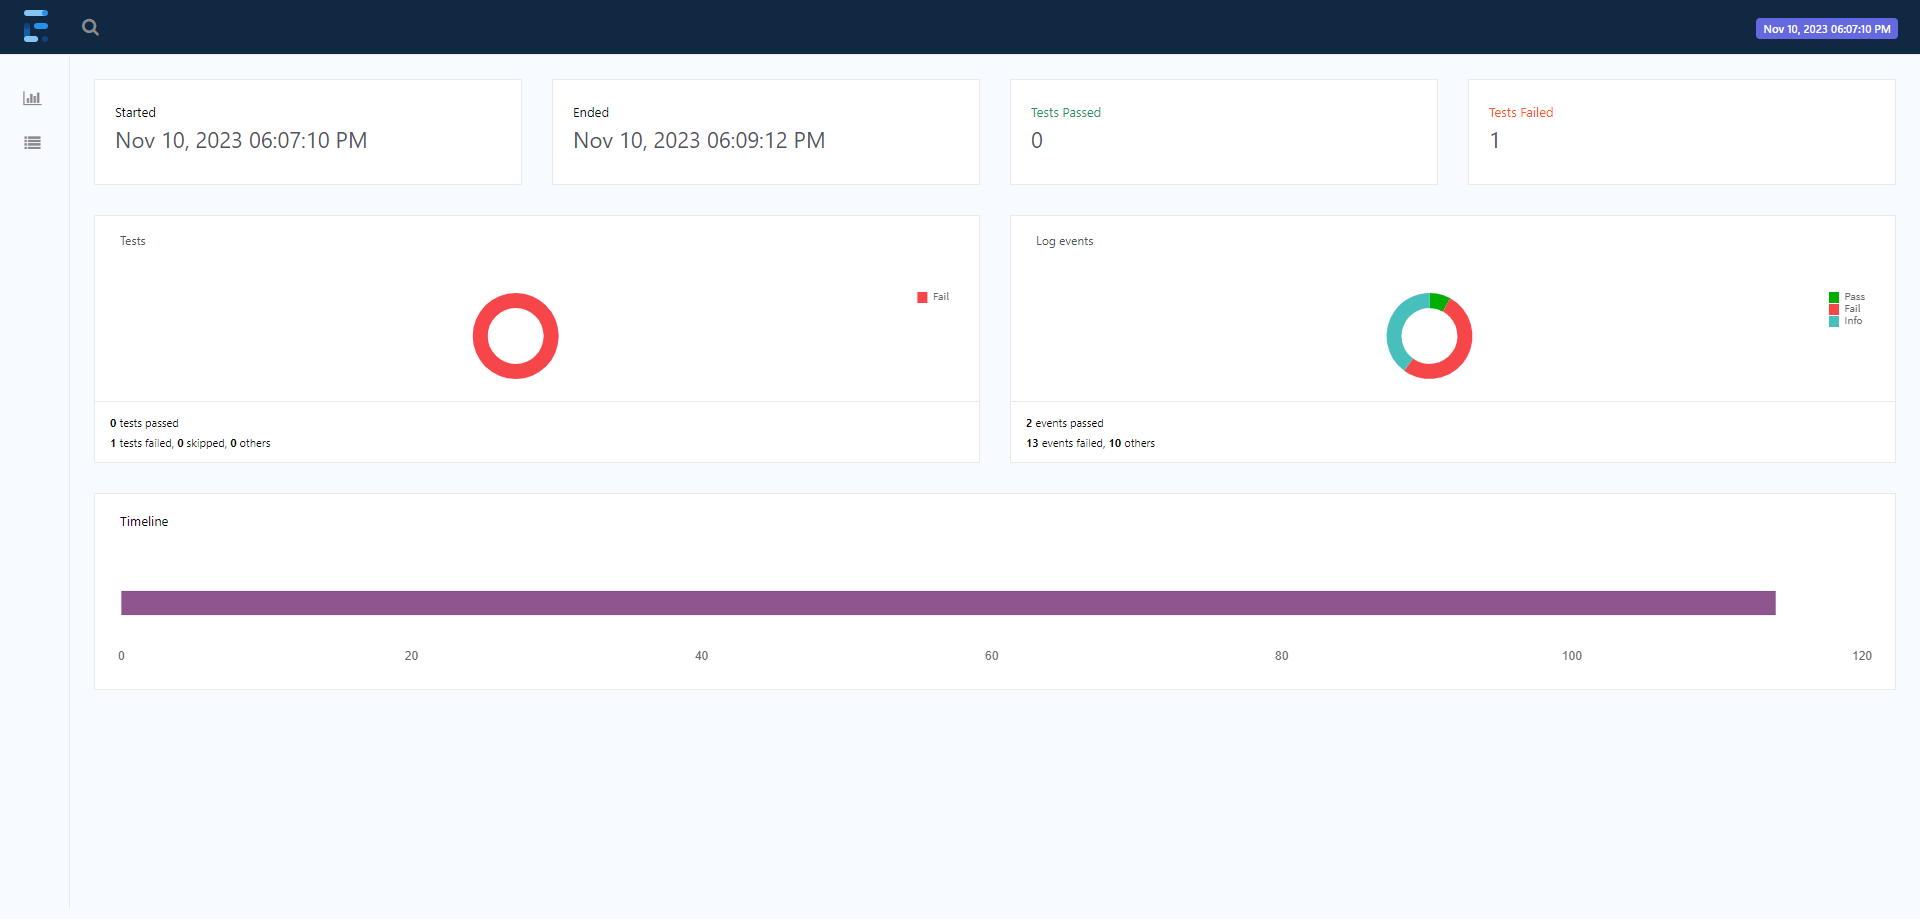 Nov 10, 2023 06:07:10 PM
Started
Nov 10, 2023 06:07:10 PM
Ended
Nov 10, 2023 06:09:12 PM
Tests Passed
0
Tests Failed
1
Tests
Fail
0 tests passed
1 tests failed, 0 skipped, 0 others
Log events
Pass
Fail
Info
2 events passed
13 events failed, 10 others
Timeline
0 20 40 60 80 100 120